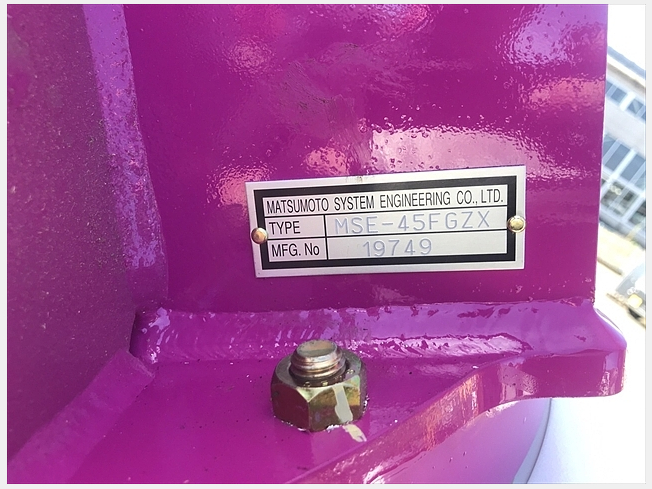 MATSUMOTO SYSTEM ENGINEERING CO., LTD.
TYPE MSE-45FGZX
MFG. No 19749